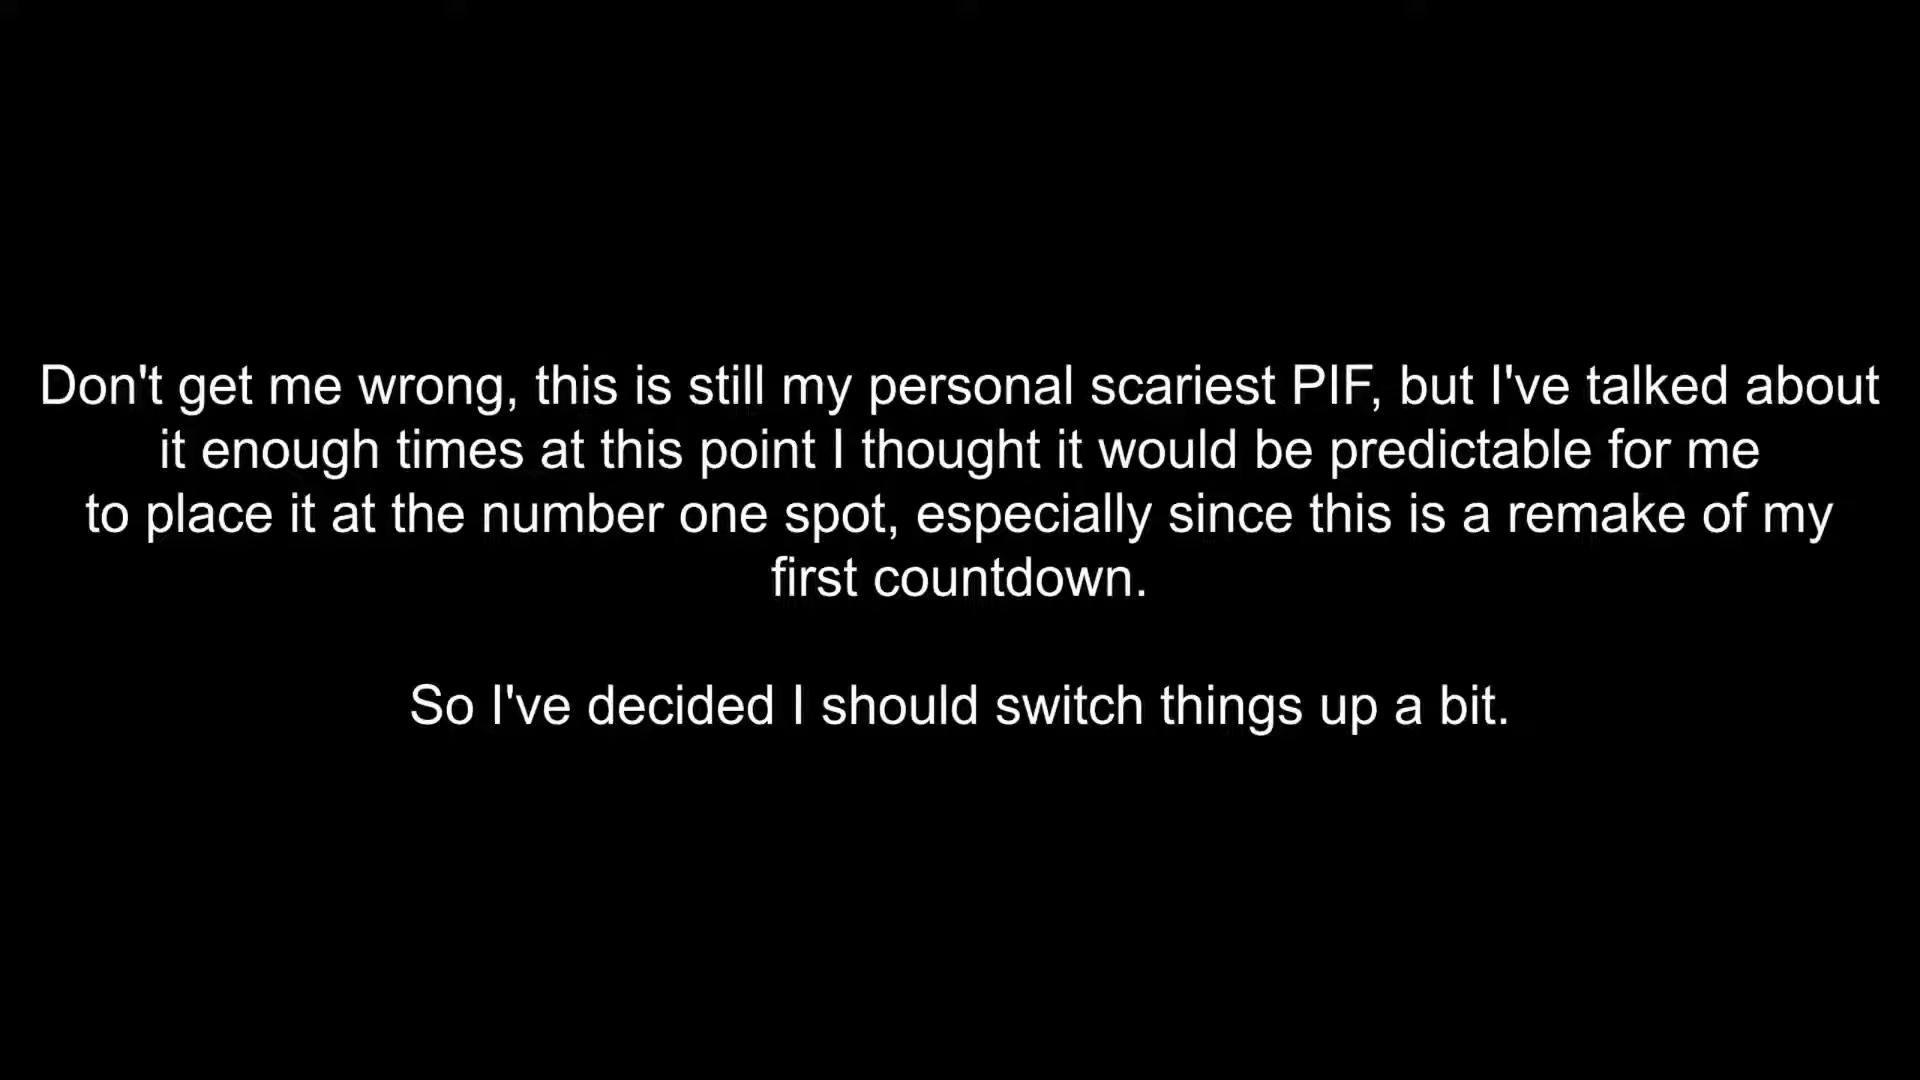 Don't get me wrong, this is still my personal scariest PIF, but I've talked about
it enough times at this point I thought it would be predictable for me
to place it at the number one spot, especially since this is a remake of my
first countdown.
So I've decided I should switch things up a bit.